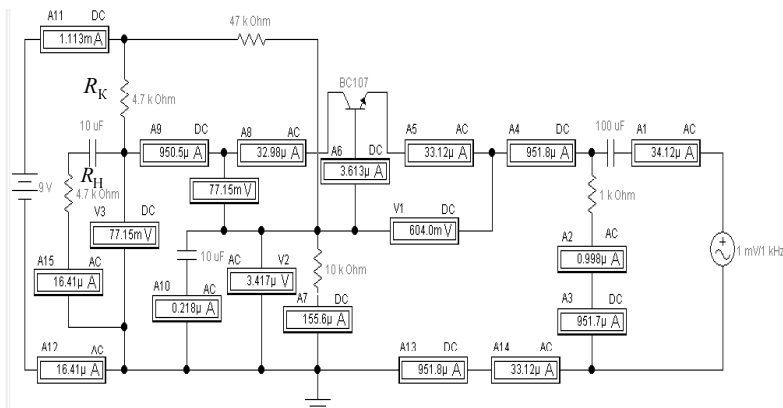 A11 DC
1.113m A
47 k Ohm
R_K
4.7 k Ohm
BC107
10 uF
A9 DC
950.5µ A
A8 AC
32.98µ A
A6 DC
3.613µ A
A5 AC
33.12µ A
A4 DC
951.8µ A
100 uF
A1 AC
34.12µ A
9 V
R_H
4.7 k Ohm
V3 DC
77.15m V
77.15m V
V1 DC
604.0m V
1 k Ohm
A2 AC
0.998µ A
1 mV/1 kHz
10 uF
AC V2
3.417µ V
10 k Ohm
A15 AC
16.41µ A
A10 AC
0.218µ A
A7 DC
155.6µ A
A3 DC
951.7µ A
A12 AC
16.41µ A
A13 DC
951.8µ A
A14 AC
33.12µ A